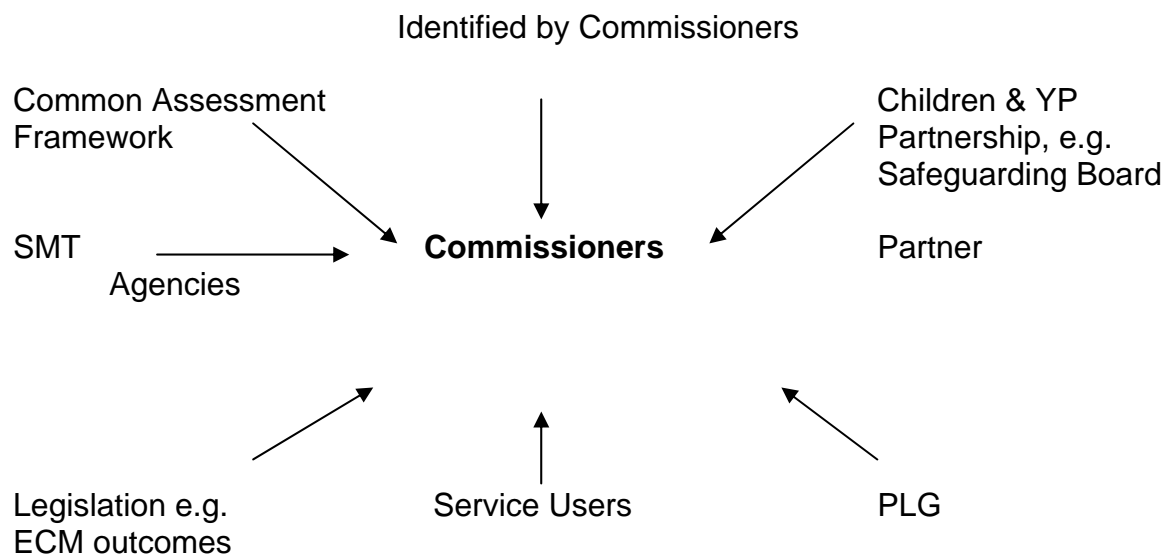 Identified by Commissioners
Common Assessment
Framework
Children & YP
Partnership, e.g.
Safeguarding Board
SMT
Commissioners
Partner
Agencies
Legislation e.g.
ECM outcomes
Service Users
PLG